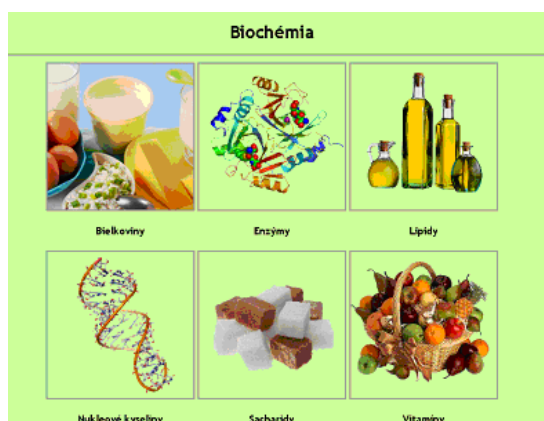 Biochémia
Bielkoviny
Enzýmy
Lipidy
Nukleové kyseliny
Sacharidy
Vitamíny